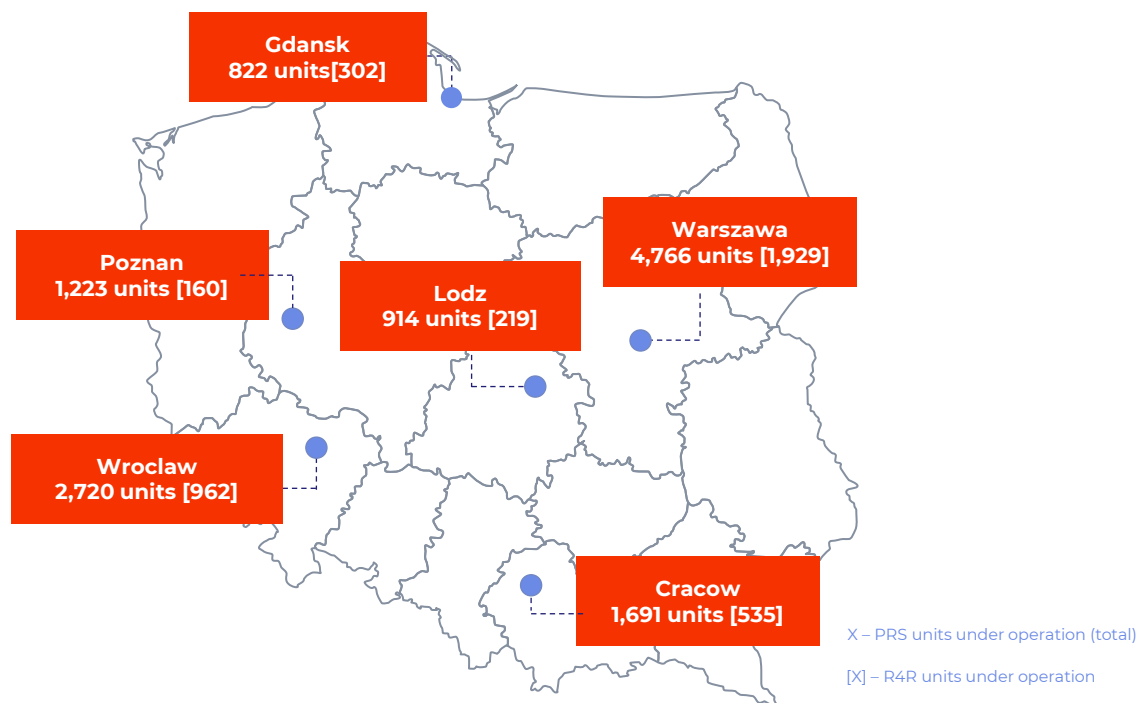 Gdansk
822 units[302]
Warszawa
4,766 units [1,929]
Poznan
1,223 units [160]
Lodz
914 units [219]
Wroclaw
2,720 units [962]
Cracow
1,691 units [535]
X – PRS units under operation (total)
[X] – R4R units under operation